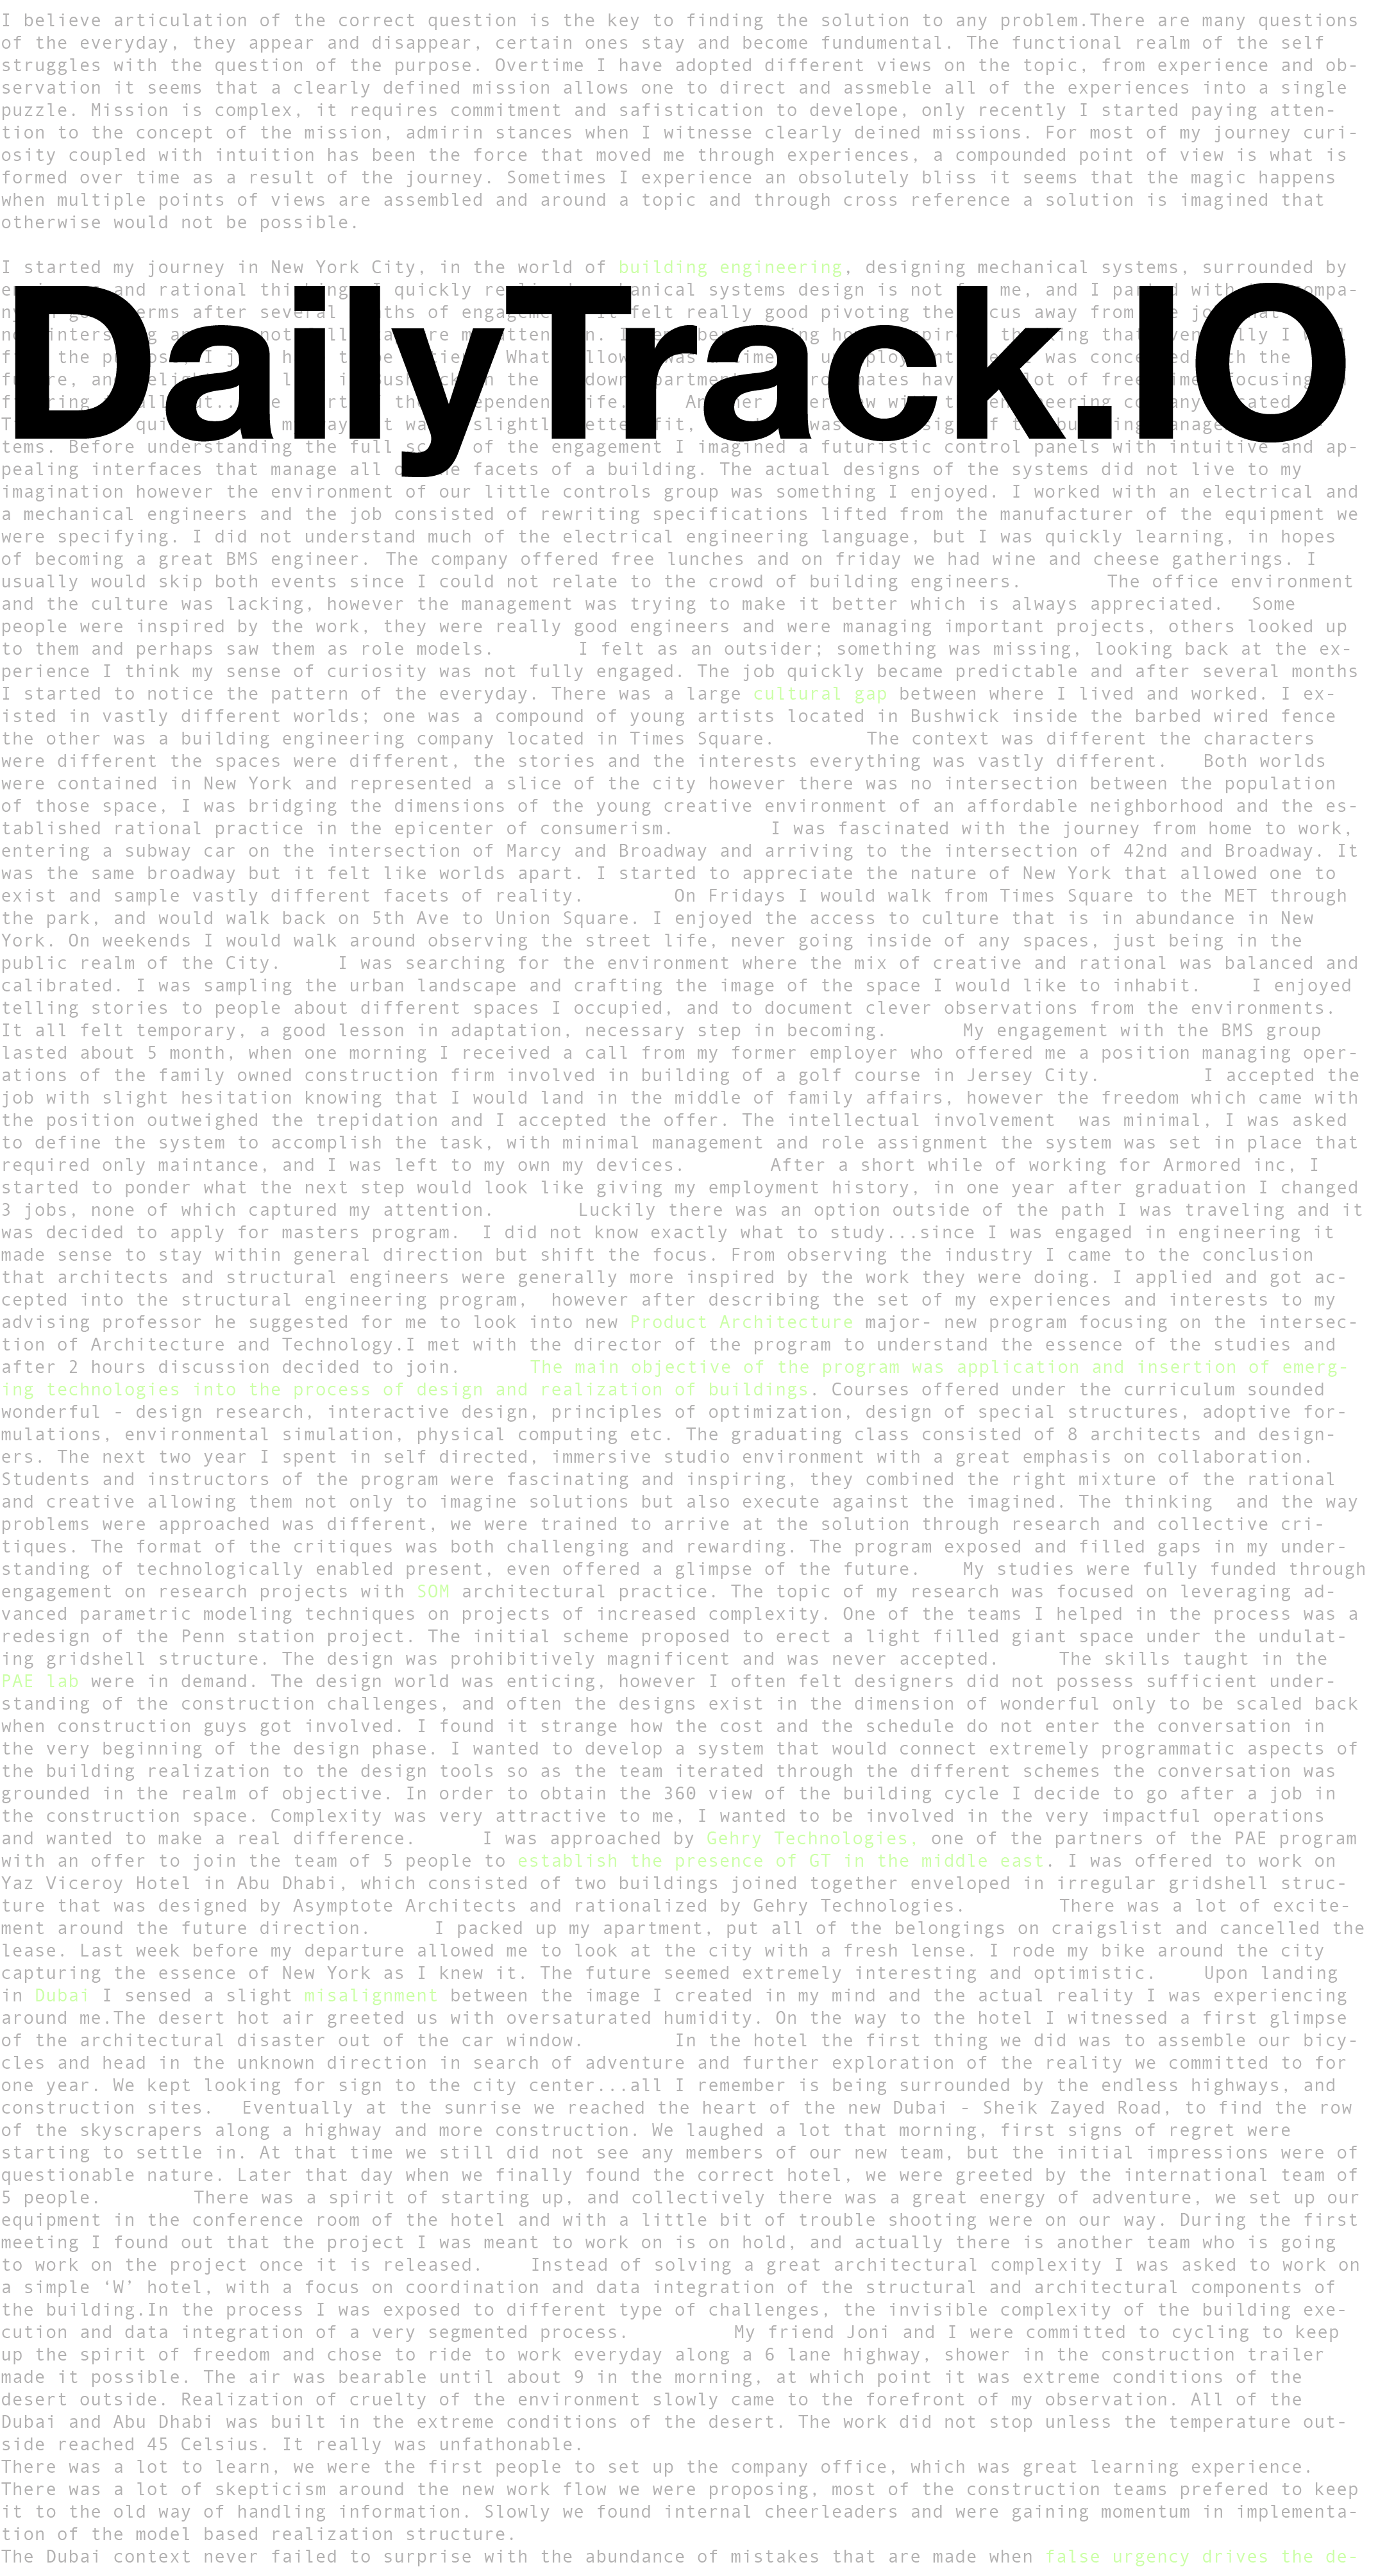 I believe articulation of the correct question is the key to finding the solution to any problem.There are many questions
of the everyday, they appear and disappear, certain ones stay and become fundumental. The functional realm of the self
struggles with the question of the purpose. Overtime I have adopted different views on the topic, from experience and ob-
servation it seems that a clearly defined mission allows one to direct and assmeble all of the experiences into a single
puzzle. Mission is complex, it requires commitment and safistication to develope, only recently I started paying atten-
tion to the concept of the mission, admirin stances when I witnesse clearly deined missions. For most of my journey curi-
osity coupled with intuition has been the force that moved me through experiences, a compounded point of view is what is
formed over time as a result of the journey. Sometimes I experience an absolutely bliss it seems that the magic happens
when multiple points of views are assembled and around a topic and through cross reference a solution is imagined that
otherwise would not be possible.
I started my journey in New York City, in the world of building engineering, designing mechanical systems, surrounded by
and rational thinking I quickly mechanical systems design is not for me, and I with
terms after several of It felt really good pivoting the focus away from
DailyTrack.IO
tems. Before understanding the full of the engagement I imagined a futuristic control panels with intuitive and ap-
pealing interfaces that manage all facets of a building. The actual designs of the systems did not live to my
imagination however the environment of our little controls group was something I enjoyed. I worked with an electrical and
a mechanical engineers and the job consisted of rewriting specifications lifted from the manufacturer of the equipment we
were specifying. I did not understand much of the electrical engineering language, but I was quickly learning, in hopes
of becoming a great BMS engineer. The company offered free lunches and on friday we had wine and cheese gatherings. I
usually would skip both events since I could not relate to the crowd of building engineers. The office environment
and the culture was lacking, however the management was trying to make it better which is always appreciated. Some
people were inspired by the work, they were really good engineers and were managing important projects, others looked up
to them and perhaps saw them as role models. I felt as an outsider; something was missing, looking back at the ex-
perience I think my sense of curiosity was not fully engaged. The job quickly became predictable and after several months
I started to notice the pattern of the everyday. There was a large cultural gap between where I lived and worked. I ex-
isted in vastly different worlds; one was a compound of young artists located in Bushwick inside the barbed wired fence
the other was a building engineering company located in Times Square. The context was different the characters
were different the spaces were different, the stories and the interests everything was vastly different. Both worlds
were contained in New York and represented a slice of the city however there was no intersection between the population
of those space, I was bridging the dimensions of the young creative environment of an affordable neighborhood and the es-
tablished rational practice in the epicenter of consumerism. I was fascinated with the journey from home to work,
entering a subway car on the intersection of Marcy and Broadway and arriving to the intersection of 42nd and Broadway. It
was the same broadway but it felt like worlds apart. I started to appreciate the nature of New York that allowed one to
exist and sample vastly different facets of reality. On Fridays I would walk from Times Square to the MET through
the park, and would walk back on 5th Ave to Union Square. I enjoyed the access to culture that is in abundance in New
York. On weekends I would walk around observing the street life, never going inside of any spaces, just being in the
public realm of the City. I was searching for the environment where the mix of creative and rational was balanced and
calibrated. I was sampling the urban landscape and crafting the image of the space I would like to inhabit. I enjoyed
telling stories to people about different spaces I occupied, and to document clever observations from the environments.
It all felt temporary, a good lesson in adaptation, necessary step in becoming. My engagement with the BMS group
lasted about 5 month, when one morning I received a call from my former employer who offered me a position managing oper-
ations of the family owned construction firm involved in building of a golf course in Jersey City. I accepted the
job with slight hesitation knowing that I would land in the middle of family affairs, however the freedom which came with
the position outweighed the trepidation and I accepted the offer. The intellectual involvement was minimal, I was asked
to define the system to accomplish the task, with minimal management and role assignment the system was set in place that
required only maintance, and I was left to my own my devices. After a short while of working for Armored inc, I
started to ponder what the next step would look like giving my employment history, in one year after graduation I changed
3 jobs, none of which captured my attention. Luckily there was an option outside of the path I was traveling and it
was decided to apply for masters program. I did not know exactly what to study...since I was engaged in engineering it
made sense to stay within general direction but shift the focus. From observing the industry I came to the conclusion
that architects and structural engineers were generally more inspired by the work they were doing. I applied and got ac-
cepted into the structural engineering program, however after describing the set of my experiences and interests to my
advising professor he suggested for me to look into new Product Architecture major- new program focusing on the intersec-
tion of Architecture and Technology.I met with the director of the program to understand the essence of the studies and
after 2 hours discussion decided to join. The main objective of the program was application and insertion of emerg-
ing technologies into the process of design and realization of buildings. Courses offered under the curriculum sounded
wonderful - design research, interactive design, principles of optimization, design of special structures, adoptive for-
mulations, environmental simulation, physical computing etc. The graduating class consisted of 8 architects and design-
ers. The next two year I spent in self directed, immersive studio environment with a great emphasis on collaboration.
Students and instructors of the program were fascinating and inspiring, they combined the right mixture of the rational
and creative allowing them not only to imagine solutions but also execute against the imagined. The thinking and the way
problems were approached was different, we were trained to arrive at the solution through research and collective cri-
tiques. The format of the critiques was both challenging and rewarding. The program exposed and filled gaps in my under-
standing of technologically enabled present, even offered a glimpse of the future. My studies were fully funded through
engagement on research projects with SOM architectural practice. The topic of my research was focused on leveraging ad-
vanced parametric modeling techniques on projects of increased complexity. One of the teams I helped in the process was a
redesign of the Penn station project. The initial scheme proposed to erect a light filled giant space under the undulat-
ing gridshell structure. The design was prohibitively magnificent and was never accepted. The skills taught in the
PAE lab were in demand. The design world was enticing, however I often felt designers did not possess sufficient under-
standing of the construction challenges, and often the designs exist in the dimension of wonderful only to be scaled back
when construction guys got involved. I found it strange how the cost and the schedule do not enter the conversation in
the very beginning of the design phase. I wanted to develop a system that would connect extremely programmatic aspects of
the building realization to the design tools so as the team iterated through the different schemes the conversation was
grounded in the realm of objective. In order to obtain the 360 view of the building cycle I decide to go after a job in
the construction space. Complexity was very attractive to me, I wanted to be involved in the very impactful operations
and wanted to make a real difference. I was approached by Gehry Technologies, one of the partners of the PAE program
with an offer to join the team of 5 people to establish the presence of GT in the middle east. I was offered to work on
Yaz Viceroy Hotel in Abu Dhabi, which consisted of two buildings joined together enveloped in irregular gridshell struc-
ture that was designed by Asymptote Architects and rationalized by Gehry Technologies. There was a lot of excite-
ment around the future direction. I packed up my apartment, put all of the belongings on craigslist and cancelled the
lease. Last week before my departure allowed me to look at the city with a fresh lense. I rode my bike around the city
capturing the essence of New York as I knew it. The future seemed extremely interesting and optimistic. Upon landing
in Dubai I sensed a slight misalignment between the image I created in my mind and the actual reality I was experiencing
around me.The desert hot air greeted us with oversaturated humidity. On the way to the hotel I witnessed a first glimpse
of the architectural disaster out of the car window. In the hotel the first thing we did was to assemble our bicy-
cles and head in the unknown direction in search of adventure and further exploration of the reality we committed to for
one year. We kept looking for sign to the city center...all I remember is being surrounded by the endless highways, and
construction sites. Eventually at the sunrise we reached the heart of the new Dubai - Sheik Zayed Road, to find the row
of the skyscrapers along a highway and more construction. We laughed a lot that morning, first signs of regret were
starting to settle in. At that time we still did not see any members of our new team, but the initial impressions were of
questionable nature. Later that day when we finally found the correct hotel, we were greeted by the international team of
5 people. There was a spirit of starting up, and collectively there was a great energy of adventure, we set up our
equipment in the conference room of the hotel and with a little bit of trouble shooting were on our way. During the first
meeting I found out that the project I was meant to work on is on hold, and actually there is another team who is going
to work on the project once it is released. Instead of solving a great architectural complexity I was asked to work on
a simple ‘W’ hotel, with a focus on coordination and data integration of the structural and architectural components of
the building.In the process I was exposed to different type of challenges, the invisible complexity of the building exe-
cution and data integration of a very segmented process. My friend Joni and I were committed to cycling to keep
up the spirit of freedom and chose to ride to work everyday along a 6 lane highway, shower in the construction trailer
made it possible. The air was bearable until about 9 in the morning, at which point it was extreme conditions of the
desert outside. Realization of cruelty of the environment slowly came to the forefront of my observation. All of the
Dubai and Abu Dhabi was built in the extreme conditions of the desert. The work did not stop unless the temperature out-
side reached 45 Celsius. It really was unfathonable.
There was a lot to learn, we were the first people to set up the company office, which was great learning experience.
There was a lot of skepticism around the new work flow we were proposing, most of the construction teams prefered to keep
it to the old way of handling information. Slowly we found internal cheerleaders and were gaining momentum in implementa-
tion of the model based realization structure.
The Dubai context never failed to surprise with the abundance of mistakes that are made when false urgency drives the de-